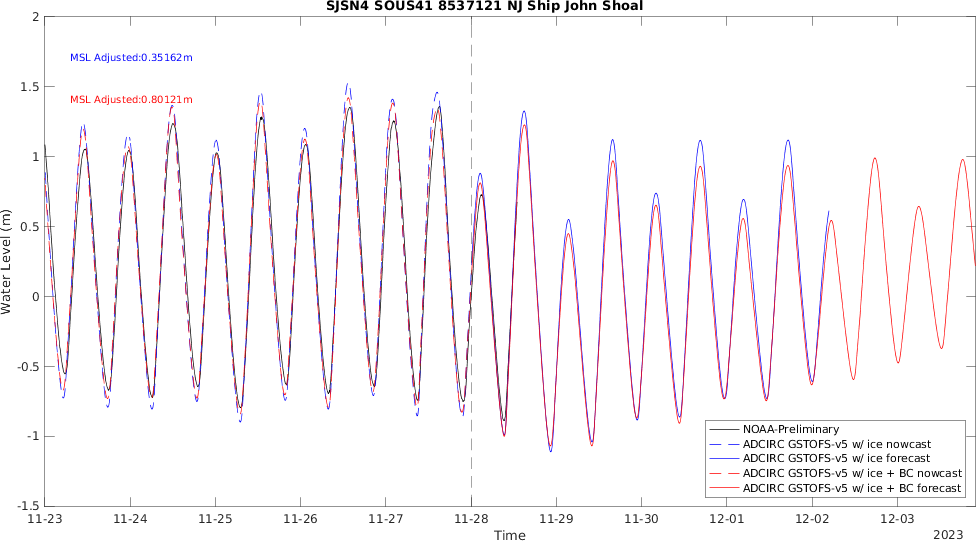 SJSN4 SOUS41 8537121 NJ Ship John Shoal
MSL Adjusted:0.35162m
MSL Adjusted:0.80121m
Water Level (m)
2
1.5
1
0.5
0
-0.5
-1
-1.5
NOAA-Preliminary
ADCIRC GSTOFS-v5 w/ ice nowcast
ADCIRC GSTOFS-v5 w/ ice forecast
ADCIRC GSTOFS-v5 w/ ice + BC nowcast
ADCIRC GSTOFS-v5 w/ ice + BC forecast
11-23 11-24 11-25 11-26 11-27 11-28 11-29 11-30 12-01 12-02 12-03
Time
2023